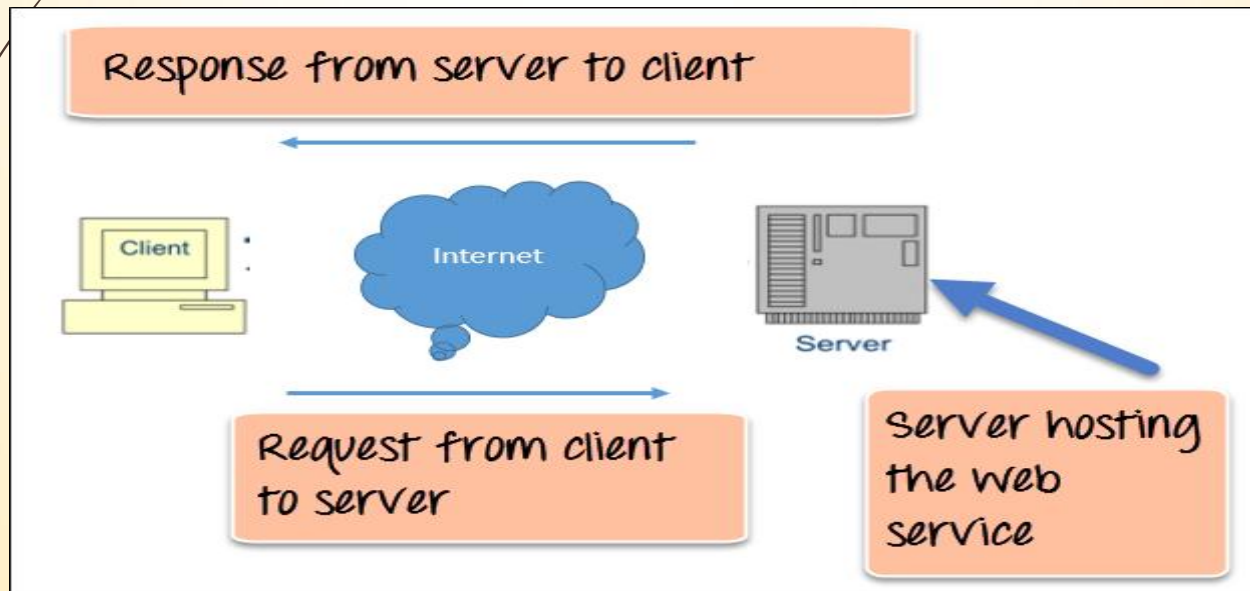 Response from server to client
Client
Internet
Server
Request from client
to server
Server hosting
the web
service